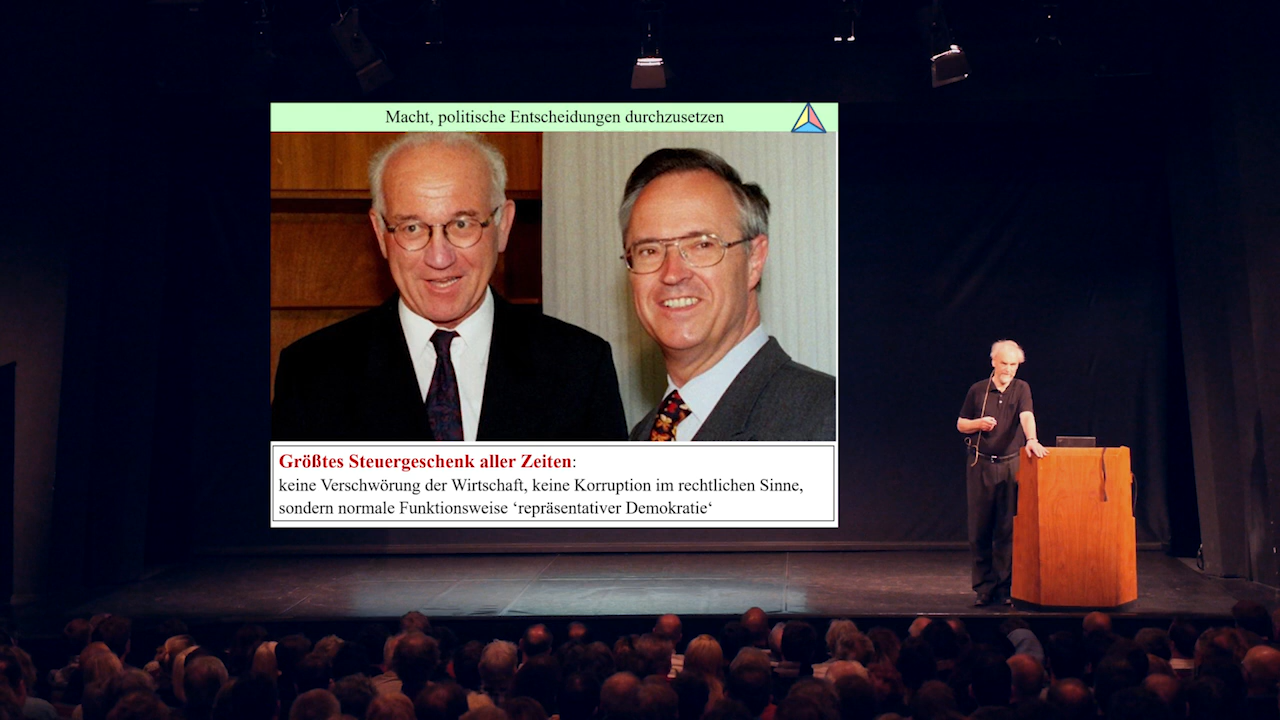 Macht, politische Entscheidungen durchzusetzen
Größtes Steuergeschenk aller Zeiten:
keine Verschwörung der Wirtschaft, keine Korruption im rechtlichen Sinne,
sondern normale Funktionsweise ‘repräsentativer Demokratie‘